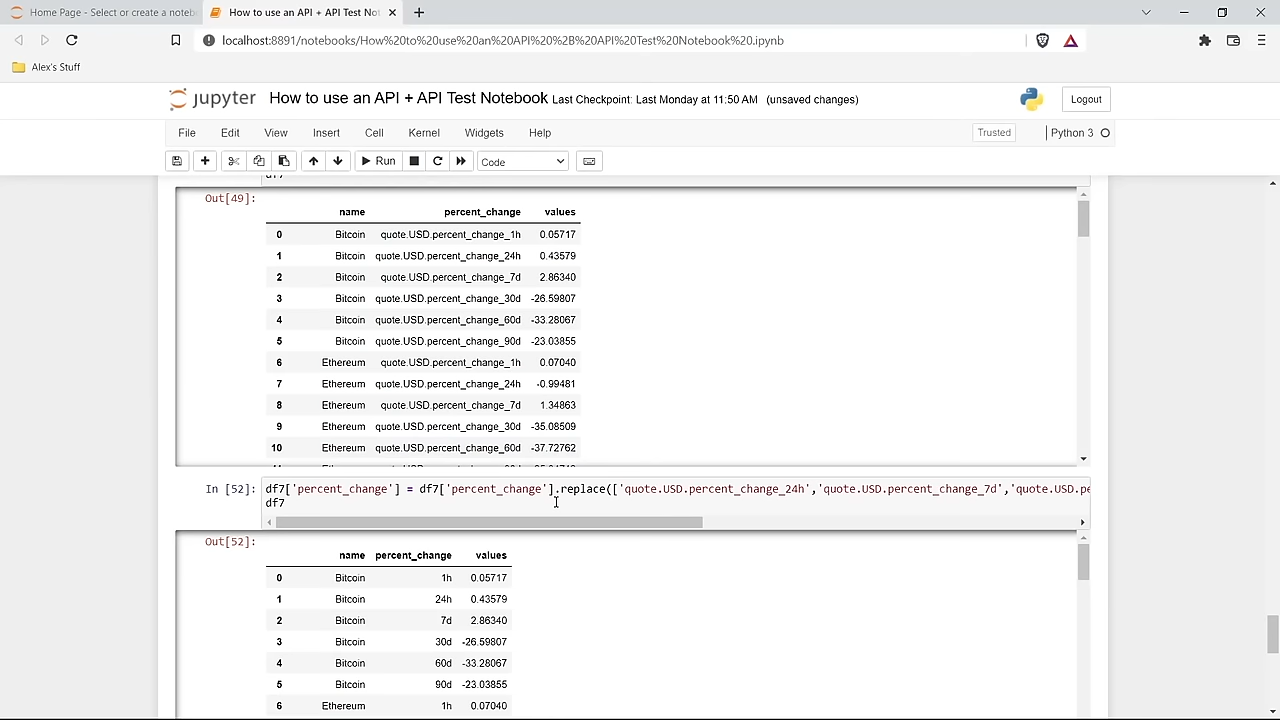 Home Page - Select or create a noteb
How to use an API + API Test Not
localhost:8891/notebooks/How%20to%20use%20an%20API%20%2B%20API%20Test%20Notebook%20.ipynb
Alex's Stuff
jupyter How to use an API + API Test Notebook Last Checkpoint: Last Monday at 11:50 AM (unsaved changes)
Logout
File Edit View Insert Cell Kernel Widgets Help
Trusted
Python 3
Run
Code
df7
Out[49]:
name percent_change values
0 Bitcoin quote.USD.percent_change_1h 0.05717
1 Bitcoin quote.USD.percent_change_24h 0.43579
2 Bitcoin quote.USD.percent_change_7d 2.86340
3 Bitcoin quote.USD.percent_change_30d -26.59807
4 Bitcoin quote.USD.percent_change_60d -33.28067
5 Bitcoin quote.USD.percent_change_90d -23.03855
6 Ethereum quote.USD.percent_change_1h 0.07040
7 Ethereum quote.USD.percent_change_24h -0.99481
8 Ethereum quote.USD.percent_change_7d 1.34863
9 Ethereum quote.USD.percent_change_30d -35.08509
10 Ethereum quote.USD.percent_change_60d -37.72762
In [52]: df7['percent_change'] = df7['percent_change'].replace(['quote.USD.percent_change_24h','quote.USD.percent_change_7d','quote.USD.pe
df7
Out[52]:
name percent_change values
0 Bitcoin 1h 0.05717
1 Bitcoin 24h 0.43579
2 Bitcoin 7d 2.86340
3 Bitcoin 30d -26.59807
4 Bitcoin 60d -33.28067
5 Bitcoin 90d -23.03855
6 Ethereum 1h 0.07040